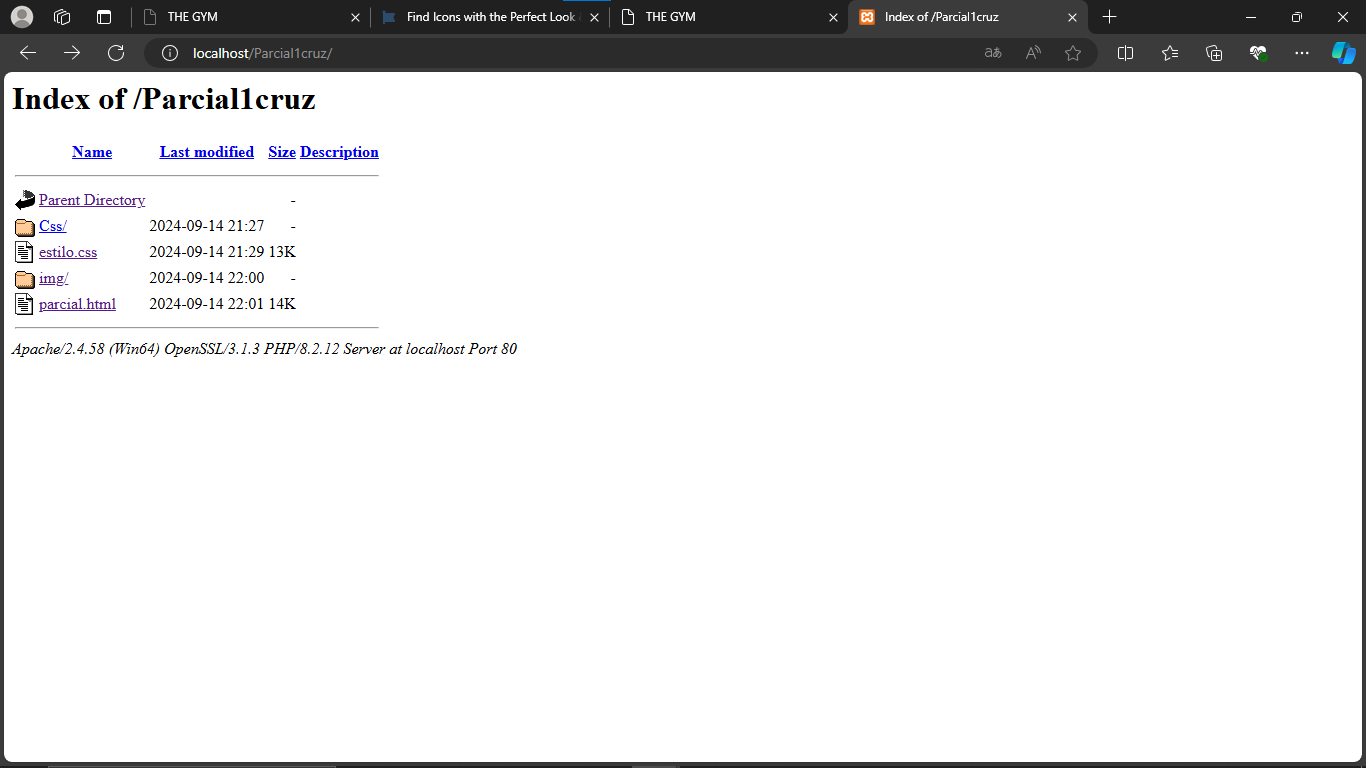 THE GYM
Find Icons with the Perfect Look
THE GYM
Index of /Parcial1cruz
localhost/Parcial1cruz/
Index of /Parcial1cruz
Name Last modified Size Description
Parent Directory -
Css/ 2024-09-14 21:27 -
estilo.css 2024-09-14 21:29 13K
img/ 2024-09-14 22:00 -
parcial.html 2024-09-14 22:01 14K
Apache/2.4.58 (Win64) OpenSSL/3.1.3 PHP/8.2.12 Server at localhost Port 80